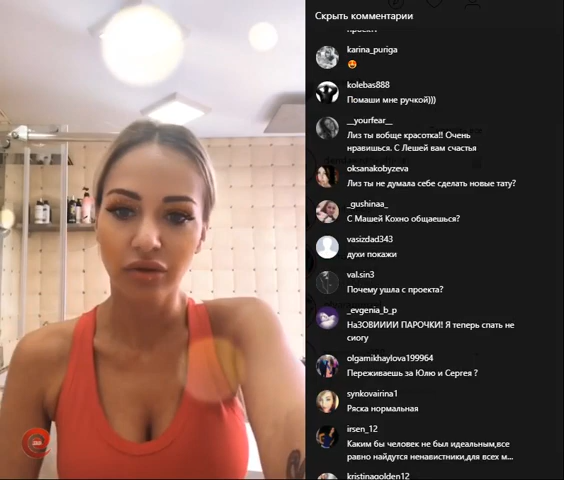 Скрыть комментарии
karina_puriga
kolebas888
Помаши мне ручкой)))
__yourfear__
Лиз ты вобще красотка!! Очень
нравишься. С Лешей вам счастья
oksanakobyzeva
Лиз ты не думала себе сделать новые тату?
_gushinaa_
С Машей Кохно общаешься?
vasizdad343
духи покажи
val.sin3
Почему ушла с проекта?
_evgenia_b_p
НаЗОВИИИИ ПАРОЧКИ! Я теперь спать не
сиогу
olgamikhaylova199964
Переживаешь за Юлю и Сергея ?
synkovairina1
Ряска нормальная
irsen_12
Каким бы человек не был идеальным,все
равно найдутся ненавистники,для всех м...
kristinagolden12